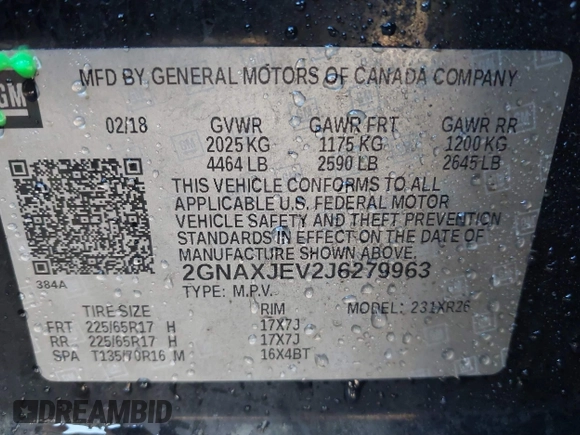 GM
MFD BY GENERAL MOTORS OF CANADA COMPANY
02/18 GVWR GAWR FRT GAWR RR
2025 KG 1175 KG 1200 KG
4464 LB 2590 LB 2645 LB
THIS VEHICLE CONFORMS TO ALL
APPLICABLE U.S. FEDERAL MOTOR
VEHICLE SAFETY AND THEFT PREVENTION
STANDARDS IN EFFECT ON THE DATE OF
MANUFACTURE SHOWN ABOVE.
384A 2GNAXJEV2J6279963
TYPE: M.P.V. MODEL: 231XR26
TIRE SIZE RIM
FRT 225/65R17 H 17X7J
RR 225/65R17 H 17X7J
SPA T135/70R16 M 16X4BT
DREAMBID